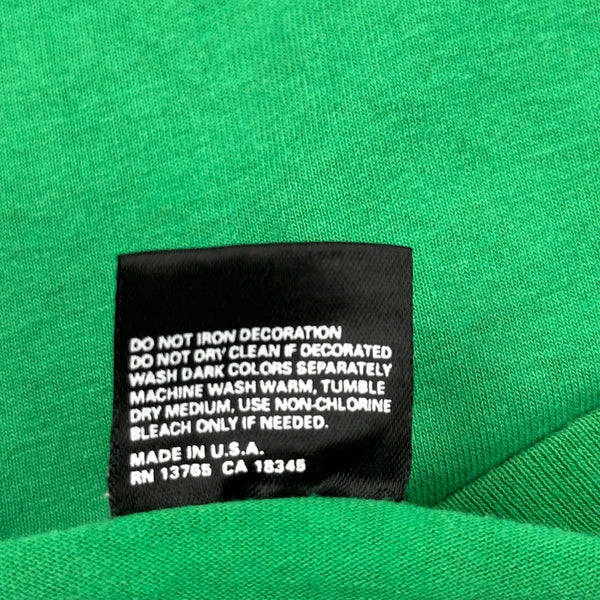 DO NOT IRON DECORATION
DO NOT DRY CLEAN IF DECORATED
WASH DARK COLORS SEPARATELY
MACHINE WASH WARM, TUMBLE
DRY MEDIUM, USE NON-CHLORINE
BLEACH ONLY IF NEEDED.
MADE IN U.S.A.
RN 13765 CA 18345